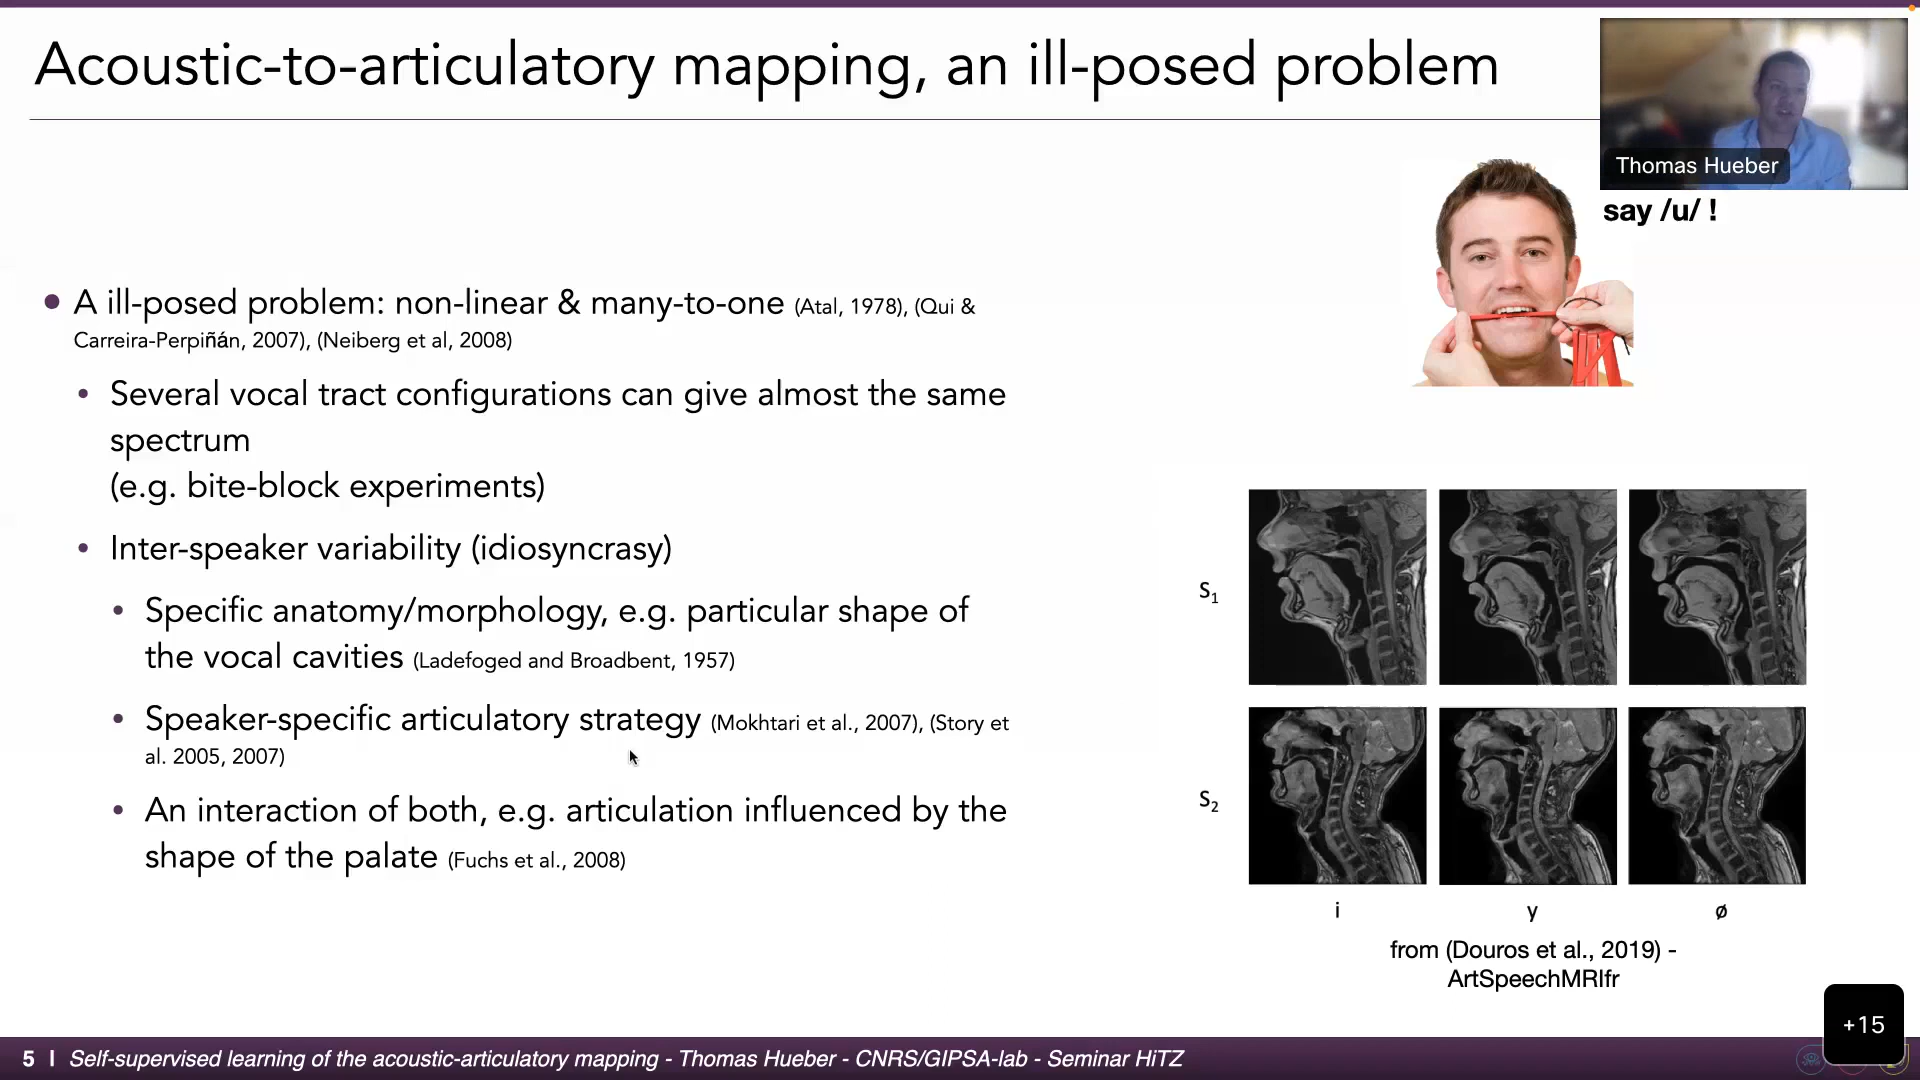 Acoustic-to-articulatory mapping, an ill-posed problem
Thomas Hueber
say /u/ !
• A ill-posed problem: non-linear & many-to-one (Atal, 1978), (Qui &
Carreira-Perpiñán, 2007), (Neiberg et al, 2008)
• Several vocal tract configurations can give almost the same
spectrum
(e.g. bite-block experiments)
• Inter-speaker variability (idiosyncrasy)
• Specific anatomy/morphology, e.g. particular shape of
the vocal cavities (Ladefoged and Broadbent, 1957)
• Speaker-specific articulatory strategy (Mokhtari et al., 2007), (Story et
al. 2005, 2007)
• An interaction of both, e.g. articulation influenced by the
shape of the palate (Fuchs et al., 2008)
S1
S2
i y ø
from (Douros et al., 2019) -
ArtSpeechMRIfr
+15
5 | Self-supervised learning of the acoustic-articulatory mapping - Thomas Hueber - CNRS/GIPSA-lab - Seminar HiTZ